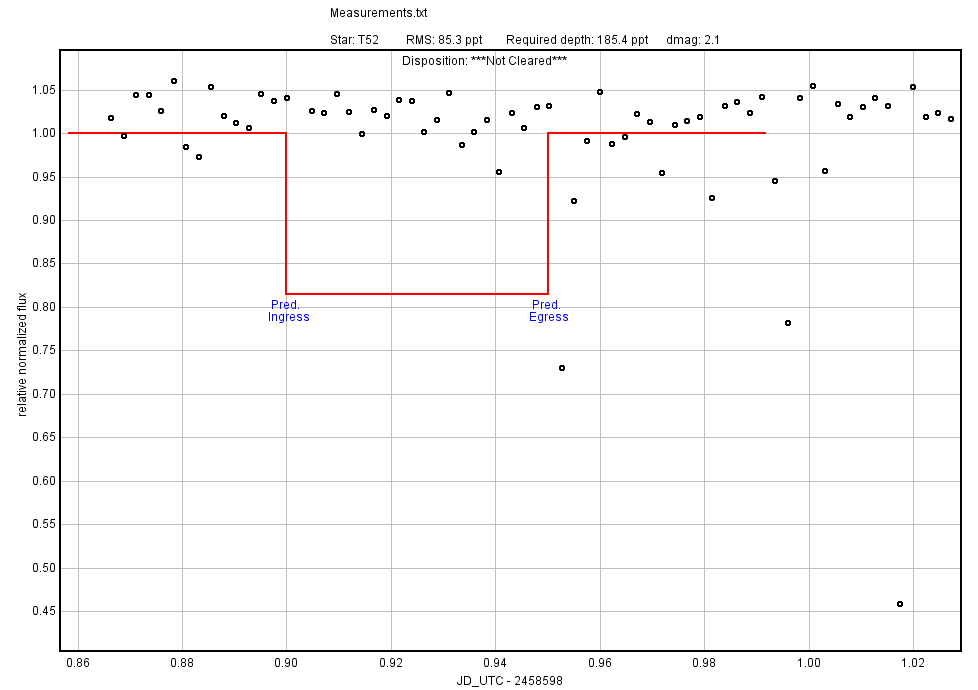 Measurements.txt
Star: T52 RMS: 85.3 ppt Required depth: 185.4 ppt dmag: 2.1
Disposition: ***Not Cleared***
relative normalized flux
1.05
1.00
0.95
0.90
0.85
0.80
0.75
0.70
0.65
0.60
0.55
0.50
0.45
Pred.
Ingress
Pred.
Egress
0.86 0.88 0.90 0.92 0.94 0.96 0.98 1.00 1.02
JD_UTC - 2458598